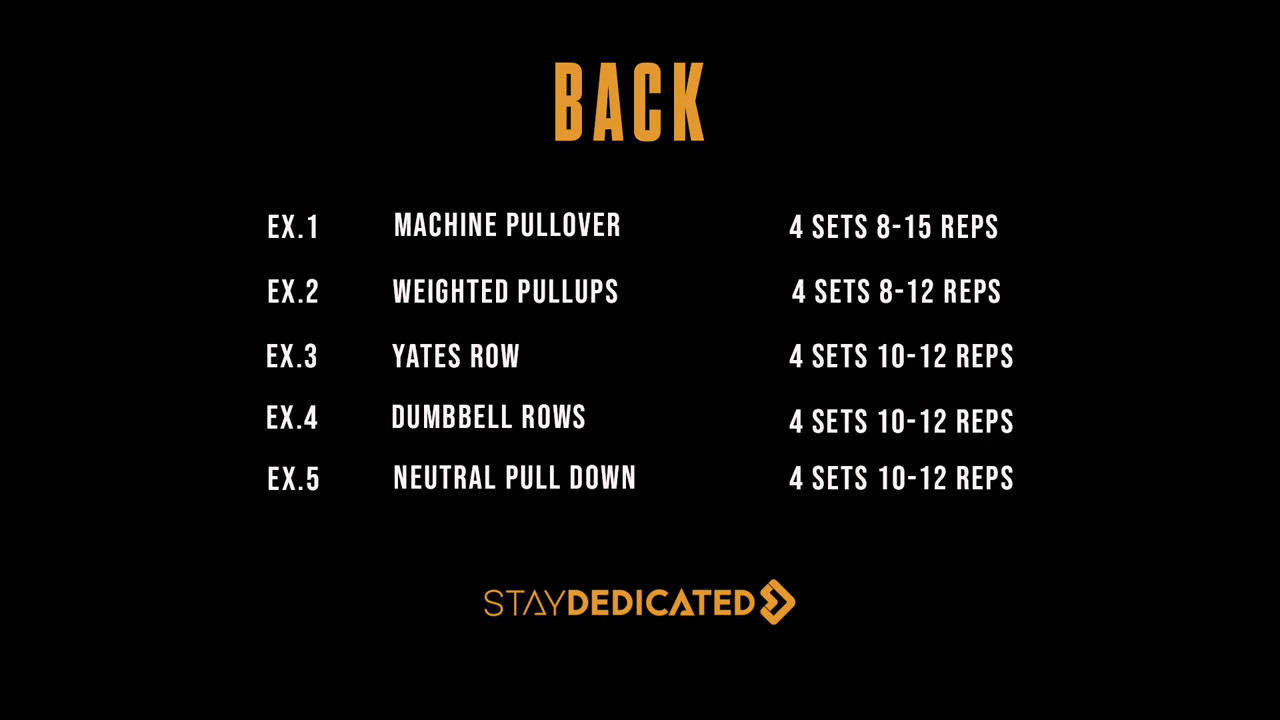 BACK
EX.1 MACHINE PULLOVER 4 SETS 8-15 REPS
EX.2 WEIGHTED PULLUPS 4 SETS 8-12 REPS
EX.3 YATES ROW 4 SETS 10-12 REPS
EX.4 DUMBBELL ROWS 4 SETS 10-12 REPS
EX.5 NEUTRAL PULL DOWN 4 SETS 10-12 REPS
STAYDEDICATED